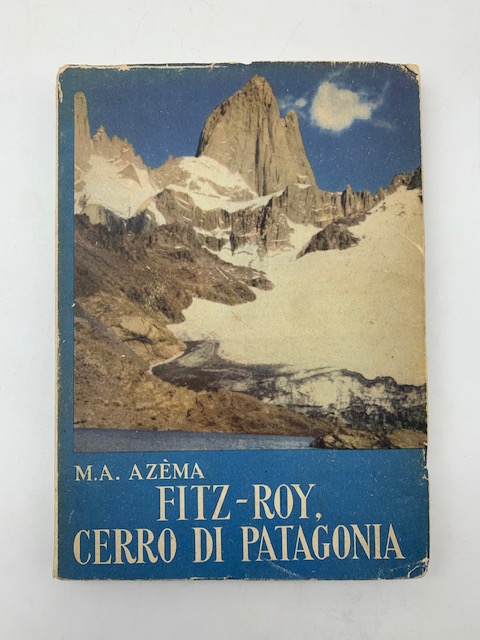 M.A. AZÈMA
FITZ-ROY,
CERRO DI PATAGONIA